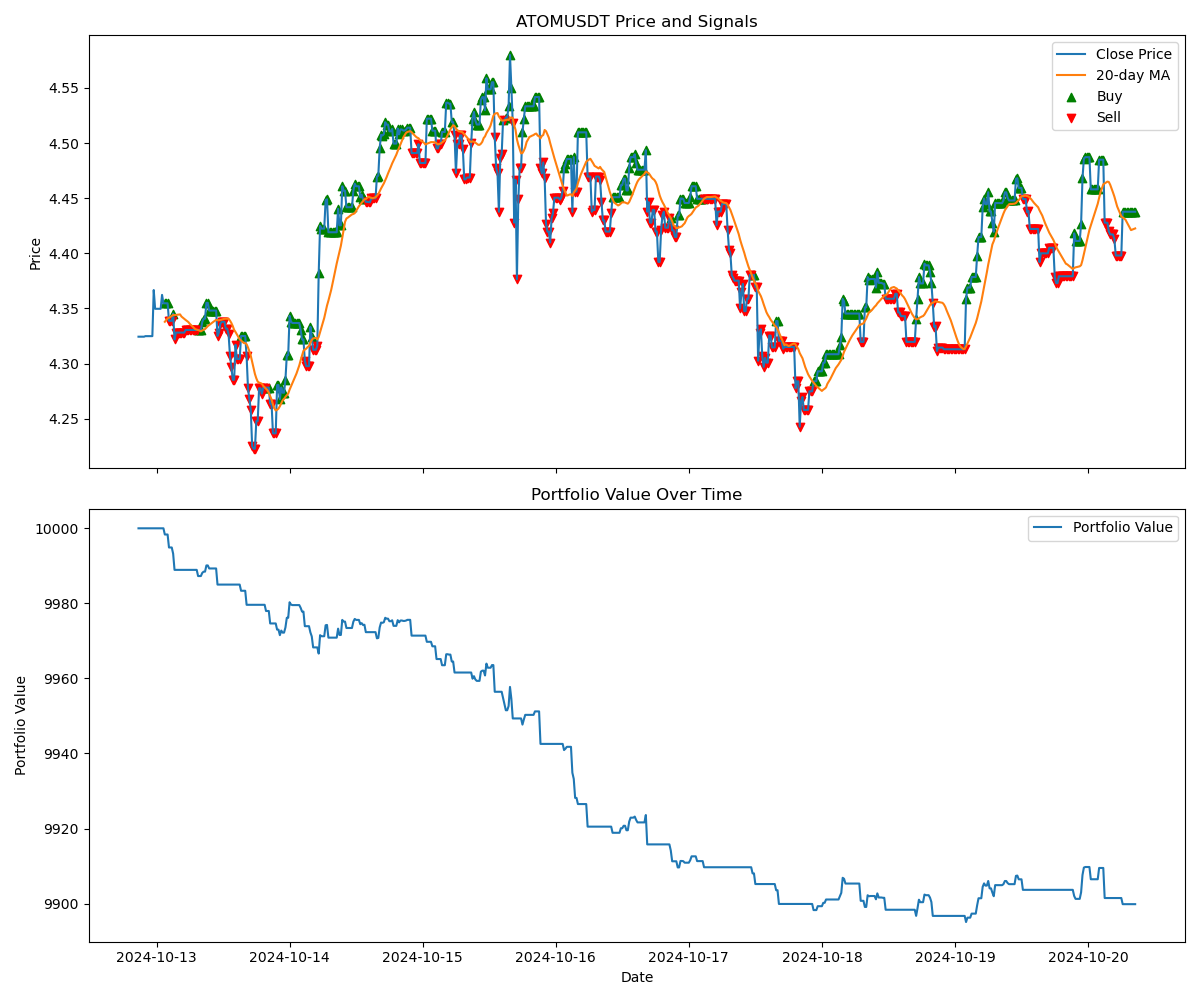 ATOMUSDT Price and Signals
Price
4.55
4.50
4.45
4.40
4.35
4.30
4.25
Close Price
20-day MA
Buy
Sell
Portfolio Value Over Time
Portfolio Value
10000
9980
9960
9940
9920
9900
Portfolio Value
2024-10-13
2024-10-14
2024-10-15
2024-10-16
2024-10-17
2024-10-18
2024-10-19
2024-10-20
Date